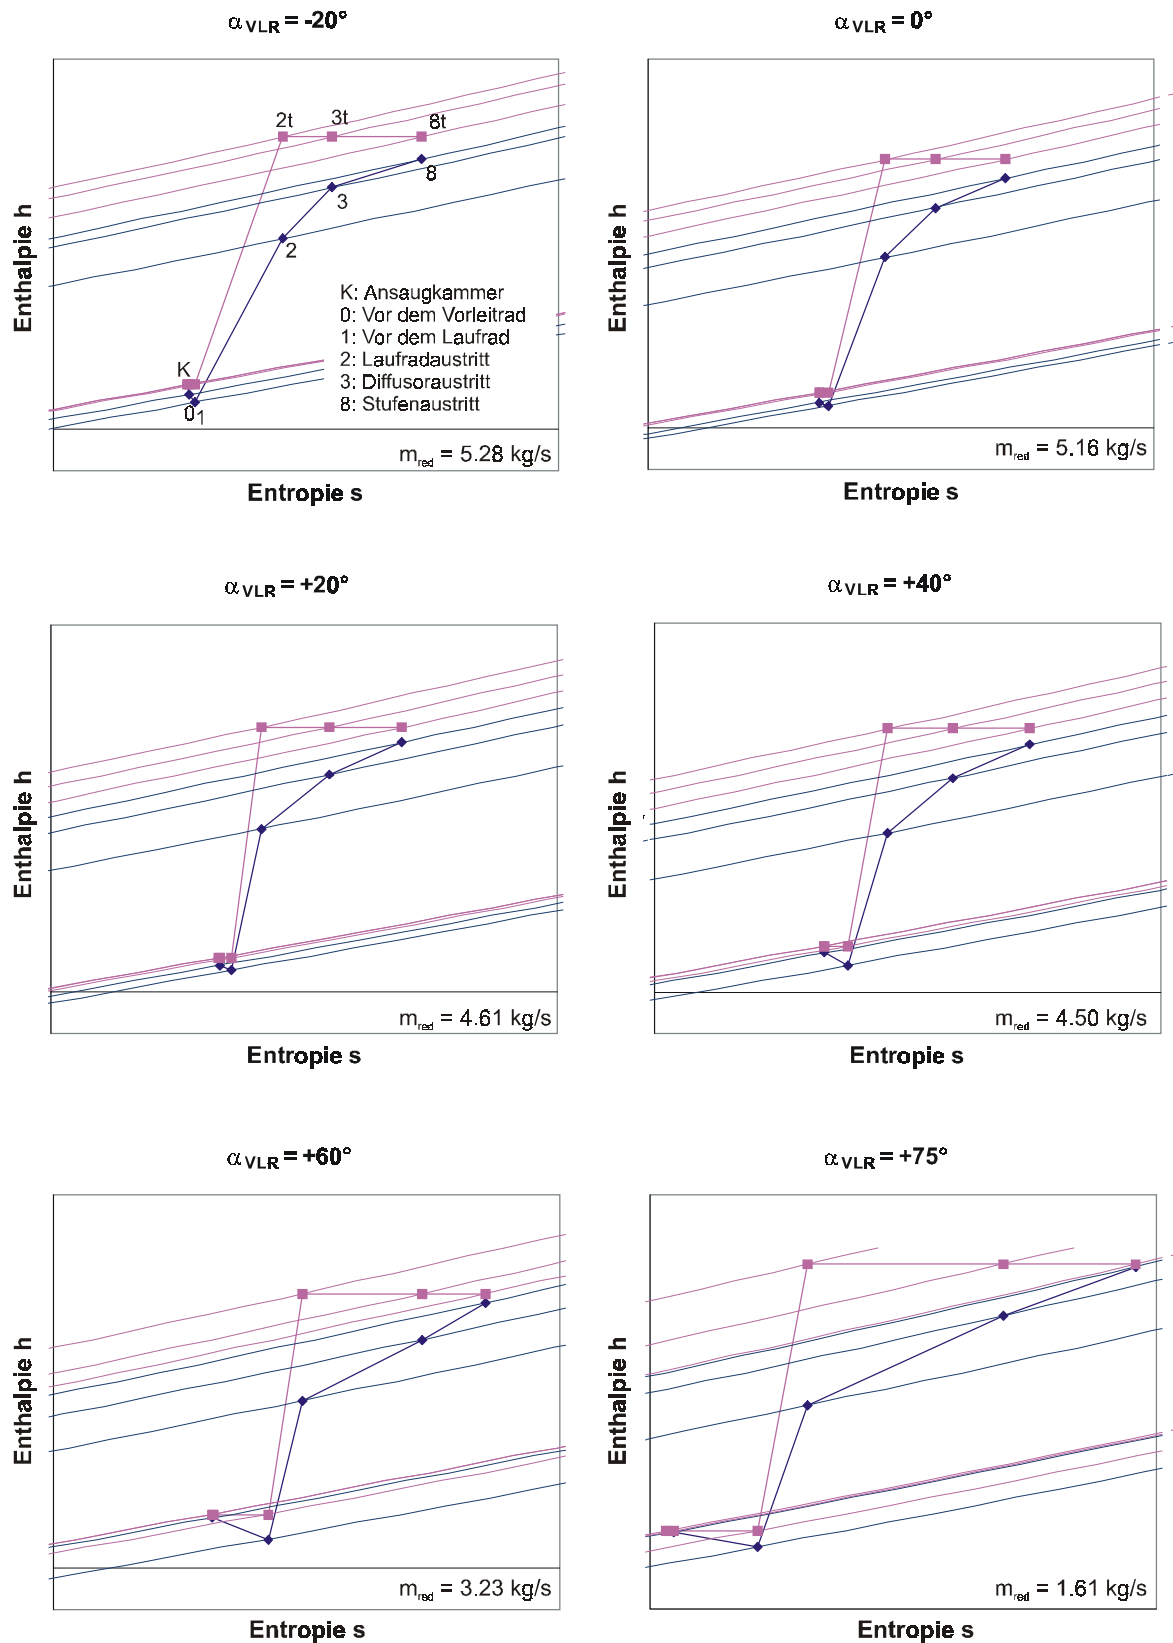 α VLR = -20°
α VLR = 0°
2t
3t
8t
8
3
2
K: Ansaugkammer
0: Vor dem Vorleitrad
1: Vor dem Laufrad
2: Laufradaustritt
3: Diffusoraustritt
8: Stufenaustritt
K
0
1
Enthalpie h
Enthalpie h
m red = 5.28 kg/s
m red = 5.16 kg/s
Entropie s
Entropie s
α VLR = +20°
α VLR = +40°
Enthalpie h
Enthalpie h
m red = 4.61 kg/s
m red = 4.50 kg/s
Entropie s
Entropie s
α VLR = +60°
α VLR = +75°
Enthalpie h
Enthalpie h
m red = 3.23 kg/s
m red = 1.61 kg/s
Entropie s
Entropie s